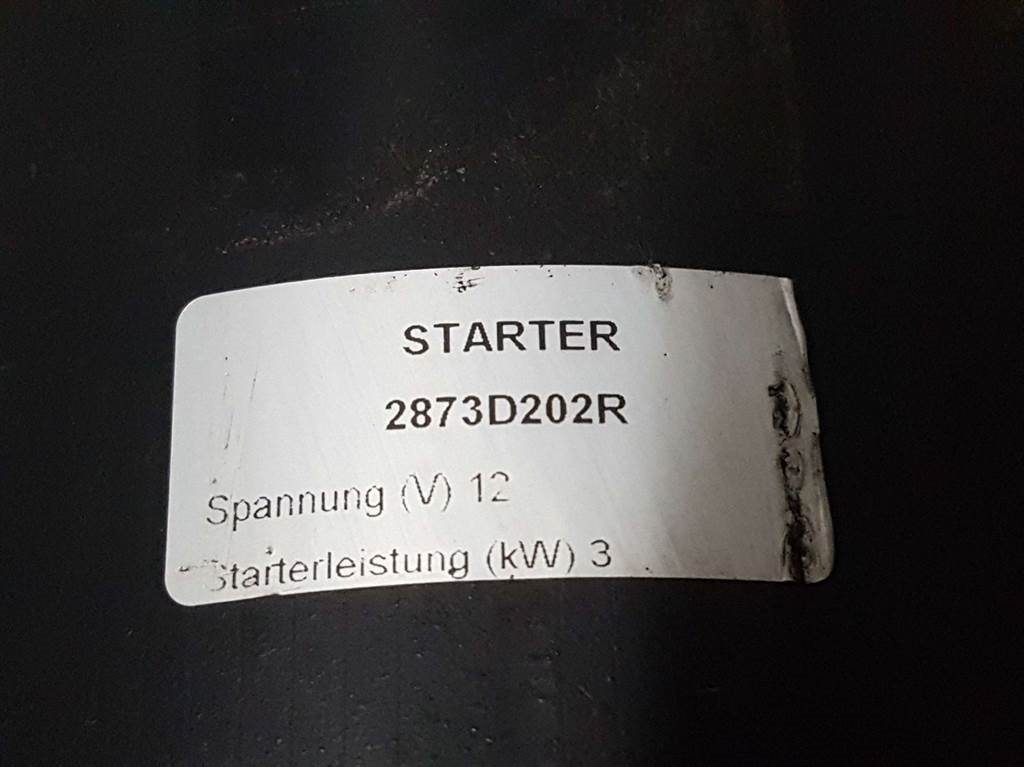 STARTER
2873D202R
Spannung (V) 12
Starterleistung (kW) 3